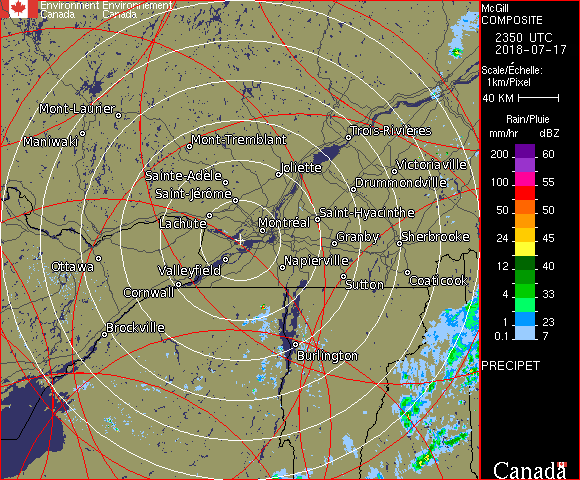 Environment Environnement
Canada Canada
McGill
COMPOSITE
2350 UTC
2018-07-17
Scale/Échelle:
1km/Pixel
40 KM
Rain/Pluie
mm/hr dBZ
200 60
150 55
100 55
50 50
24 45
12 40
4 33
1 23
0.1 7
PRECIPET
Canada
Mont-Laurier
Maniwaki
Mont-Tremblant
Trois-Rivières
Joliette
Victoriaville
Sainte-Adèle
Drummondville
Saint-Jérôme
Saint-Hyacinthe
Lachute
Montréal
Granby
Sherbrooke
Ottawa
Valleyfield
Napierville
Coaticook
Sutton
Cornwall
Brockville
Burlington